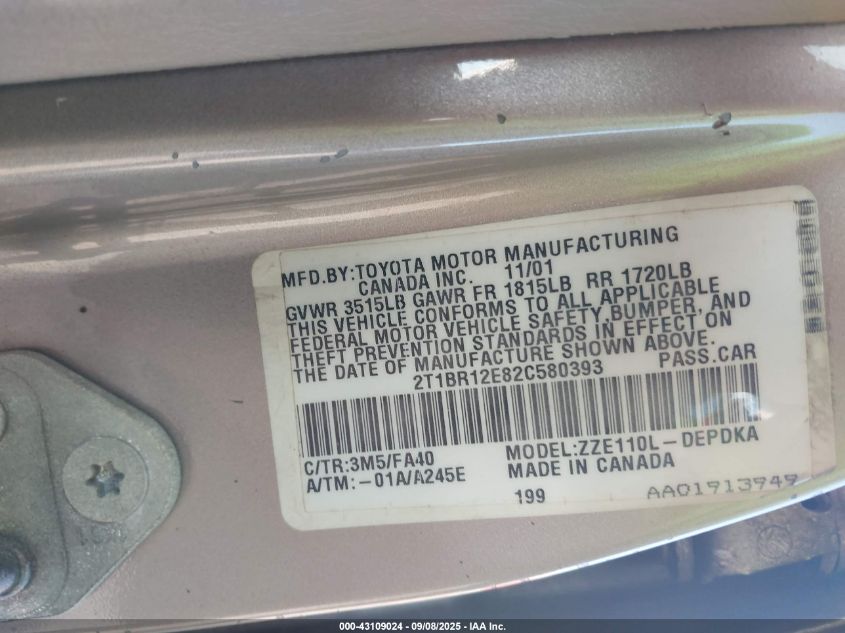 MFD.BY:TOYOTA MOTOR MANUFACTURING
CANADA INC. 11/01
GVWR 3515LB GAWR FR 1815LB RR 1720LB
THIS VEHICLE CONFORMS TO ALL APPLICABLE
FEDERAL MOTOR VEHICLE SAFETY,BUMPER, AND
THEFT PREVENTION STANDARDS IN EFFECT ON
THE DATE OF MANUFACTURE SHOWN ABOVE.
2T1BR12E82C580393 PASS.CAR
C/TR:3M5/FA40 MODEL:ZZE110L-DEPDKA
A/TM:-01A/A245E MADE IN CANADA
199 AA01913949
000-43109024 - 09/08/2025 - IAA Inc.